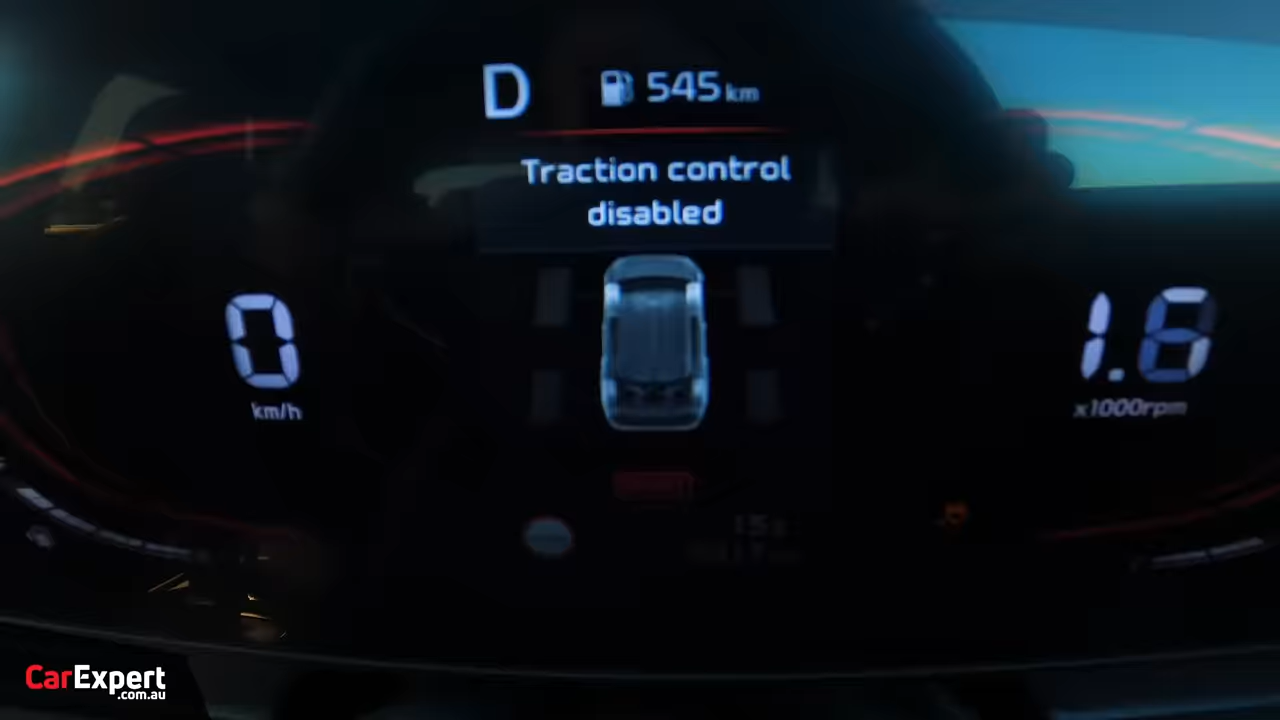 D 545 km
Traction control
disabled
0
km/h
1.6
x1000rpm
CarExpert
.com.au